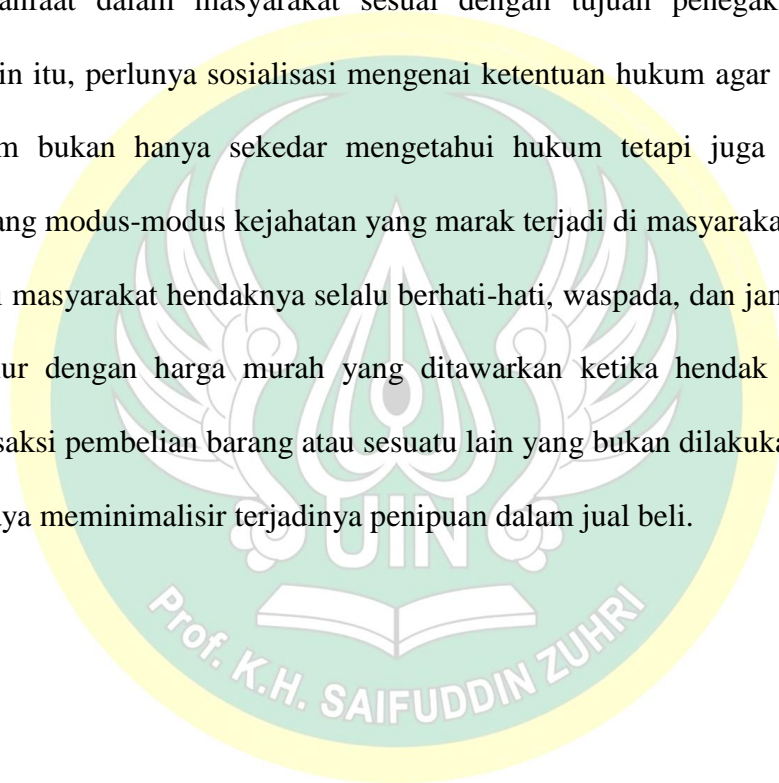 anfaat dalam masyarakat sesuai dengan tujuan penegak
in itu, perlunya sosialisasi mengenai ketentuan hukum agar
m bukan hanya sekedar mengetahui hukum tetapi juga
ang modus-modus kejahatan yang marak terjadi di masyaraka
i masyarakat hendaknya selalu berhati-hati, waspada, dan jan
ur dengan harga murah yang ditawarkan ketika hendak
saksi pembelian barang atau sesuatu lain yang bukan dilakuka
ya meminimalisir terjadinya penipuan dalam jual beli.
UIN
Prof. K.H. SAIFUDDIN ZUHRI